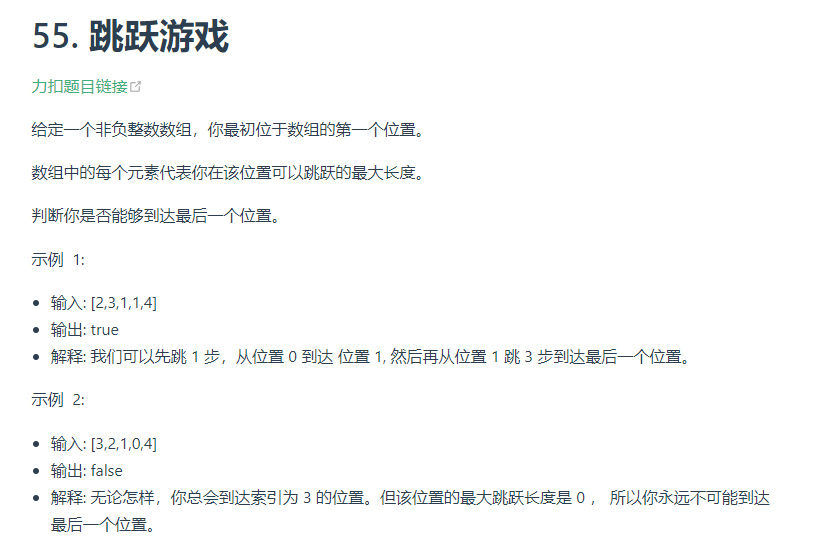 55. 跳跃游戏
力扣题目链接
给定一个非负整数数组，你最初位于数组的第一个位置。
数组中的每个元素代表你在该位置可以跳跃的最大长度。
判断你是否能够到达最后一个位置。
示例 1:
• 输入: [2,3,1,1,4]
• 输出: true
• 解释: 我们可以先跳 1 步，从位置 0 到达 位置 1, 然后再从位置 1 跳 3 步到达最后一个位置。
示例 2:
• 输入: [3,2,1,0,4]
• 输出: false
• 解释: 无论怎样，你总会到达索引为 3 的位置。但该位置的最大跳跃长度是 0 ， 所以你永远不可能到达
最后一个位置。